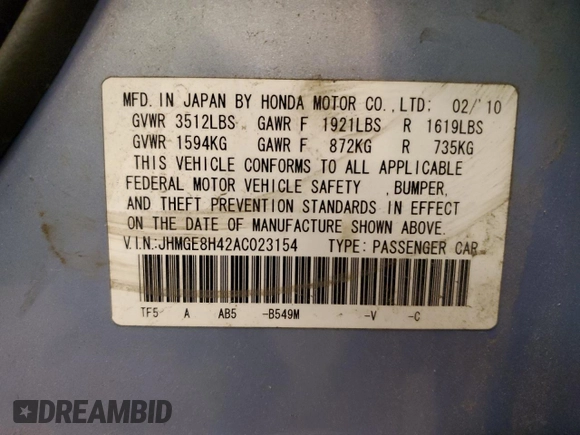 MFD. IN JAPAN BY HONDA MOTOR CO., LTD: 02/'10
GVWR 3512LBS GAWR F 1921LBS R 1619LBS
GVWR 1594KG GAWR F 872KG R 735KG
THIS VEHICLE CONFORMS TO ALL APPLICABLE
FEDERAL MOTOR VEHICLE SAFETY ,BUMPER,
AND THEFT PREVENTION STANDARDS IN EFFECT
ON THE DATE OF MANUFACTURE SHOWN ABOVE.
V.I.N:JHMGE8H42AC023154 TYPE: PASSENGER CAR
TF5 A AB5 -B549M -V -C
DREAMBID